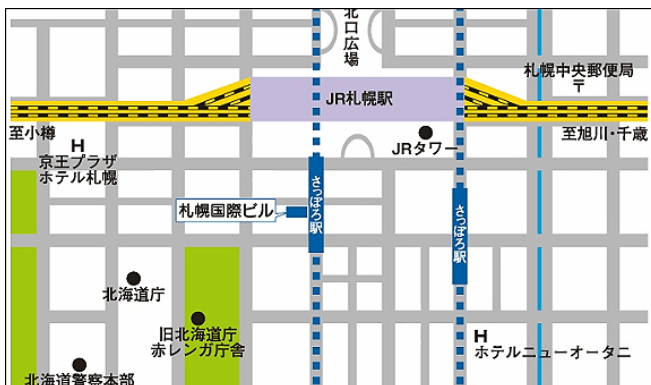 北口広場
札幌中央郵便局
〒
JR札幌駅
至小樽
JRタワー
至旭川・千歳
H
京王プラザ
ホテル札幌
札幌国際ビル
さっぽろ駅
さっぽろ駅
北海道庁
旧北海道庁
赤レンガ庁舎
H
ホテルニューオータニ
北海道警察本部